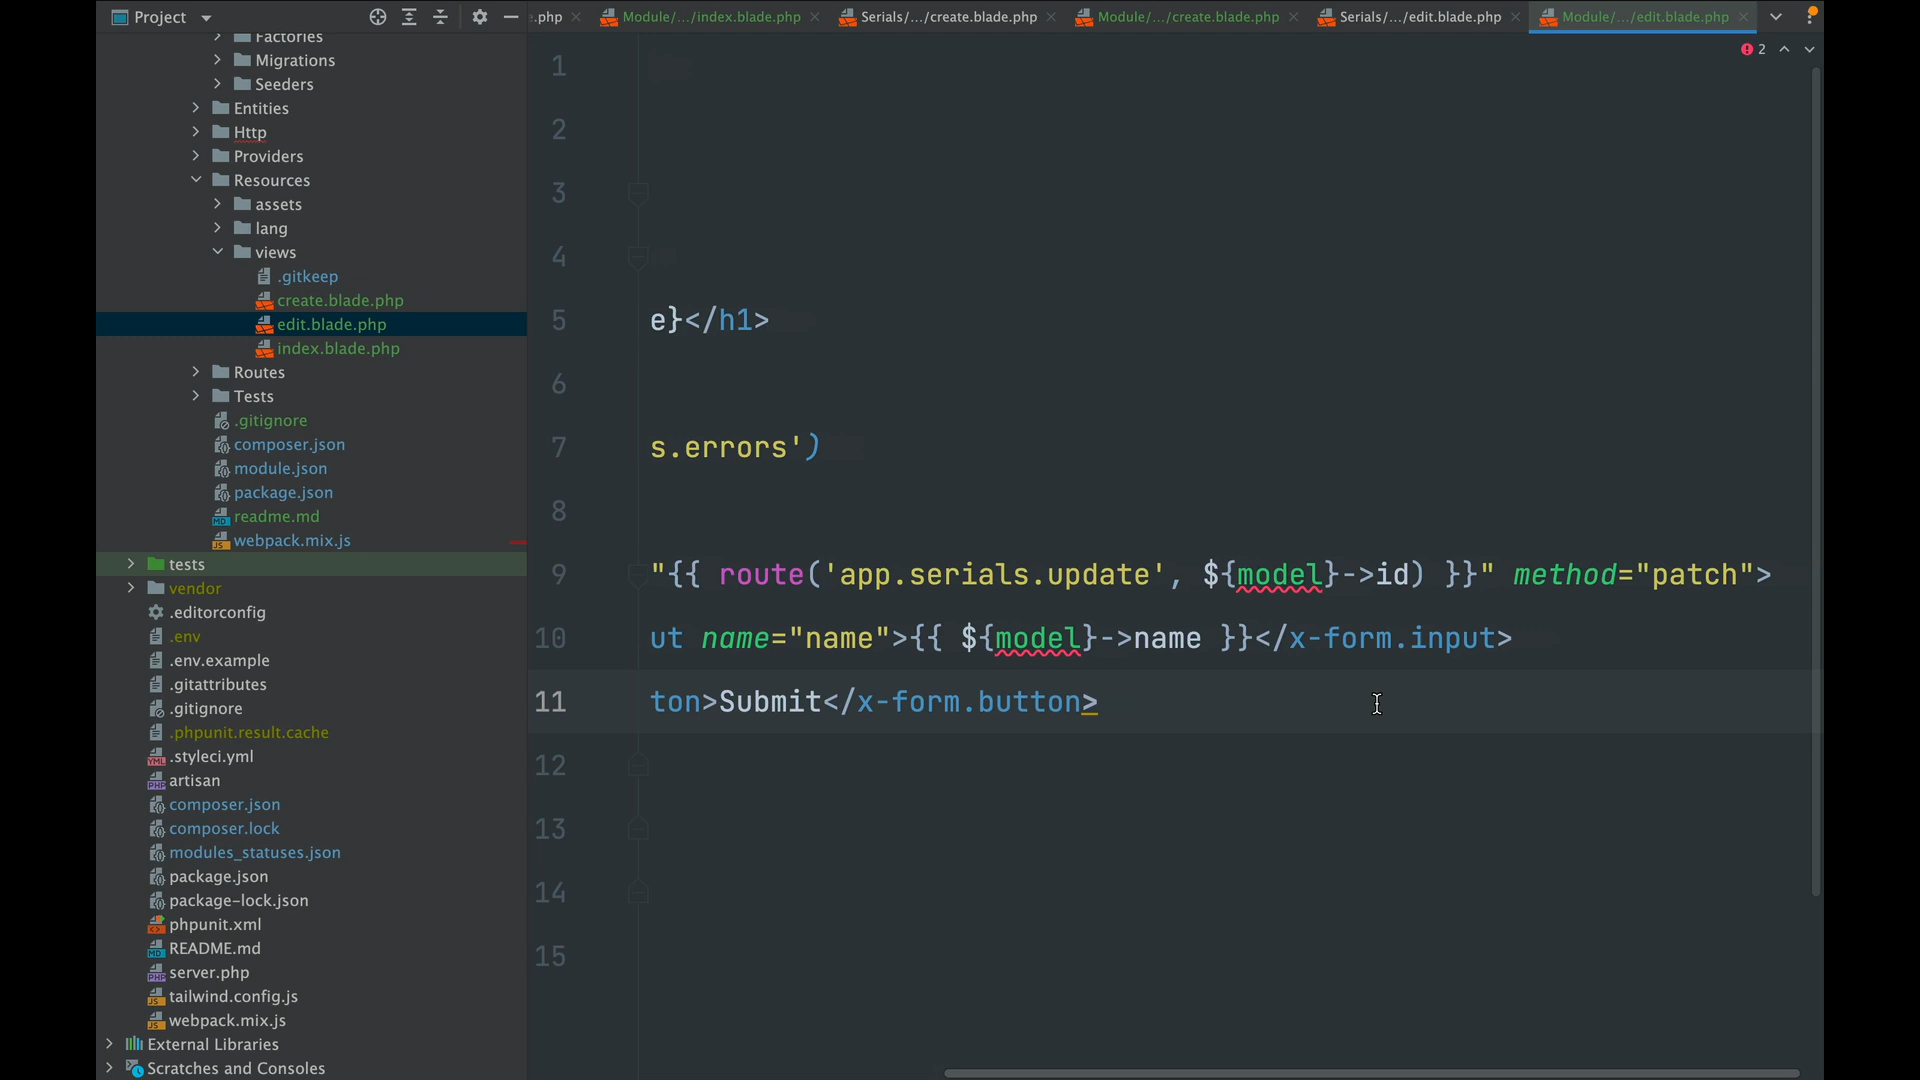 Project
.php
Module/.../index.blade.php
Serials/.../create.blade.php
Module/.../create.blade.php
Serials/.../edit.blade.php
Module/.../edit.blade.php
2
Factories
Migrations
Seeders
Entities
Http
Providers
Resources
assets
lang
views
.gitkeep
create.blade.php
edit.blade.php
index.blade.php
Routes
Tests
.gitignore
composer.json
module.json
package.json
readme.md
webpack.mix.js
tests
vendor
.editorconfig
.env
.env.example
.gitattributes
.gitignore
.phpunit.result.cache
.styleci.yml
artisan
composer.json
composer.lock
modules_statuses.json
package.json
package-lock.json
phpunit.xml
README.md
server.php
tailwind.config.js
webpack.mix.js
External Libraries
Scratches and Consoles
1
2
3
4
5 e}</h1>
6
7 s.errors')
8
9 "{{ route('app.serials.update', ${model}->id) }}" method="patch">
10 ut name="name">{{ ${model}->name }}</x-form.input>
11 ton>Submit</x-form.button>
12
13
14
15